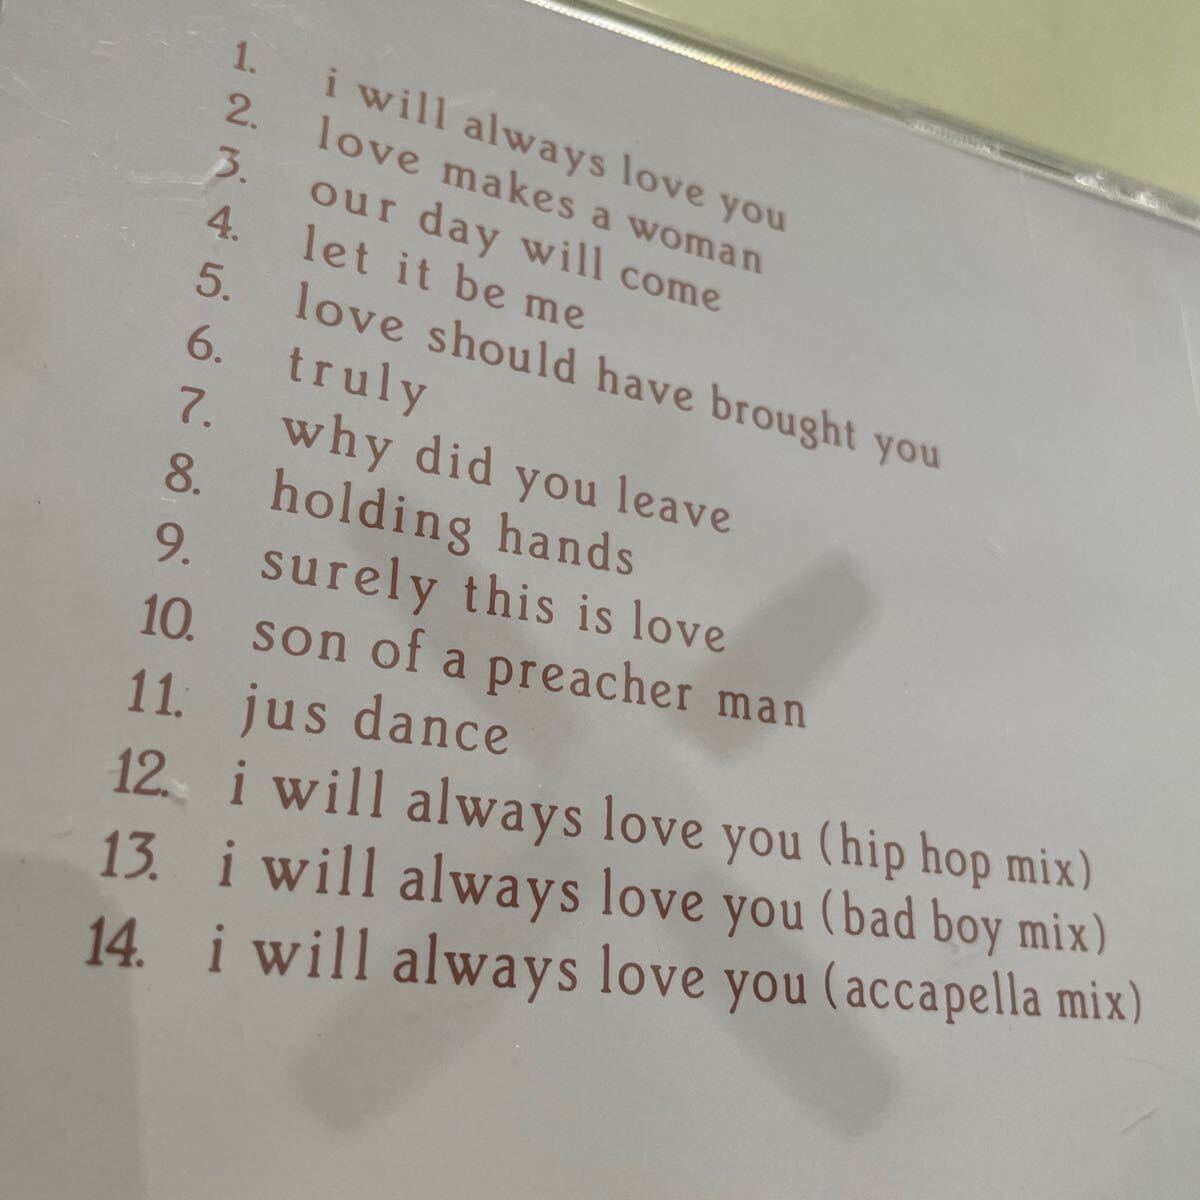 1. i will always love you
2. love makes a woman
3. our day will come
4. let it be me
5. love should have brought you
6. truly
7. why did you leave
8. holding hands
9. surely this is love
10. son of a preacher man
11. jus dance
12. i will always love you (hip hop mix)
13. i will always love you (bad boy mix)
14. i will always love you (accapella mix)